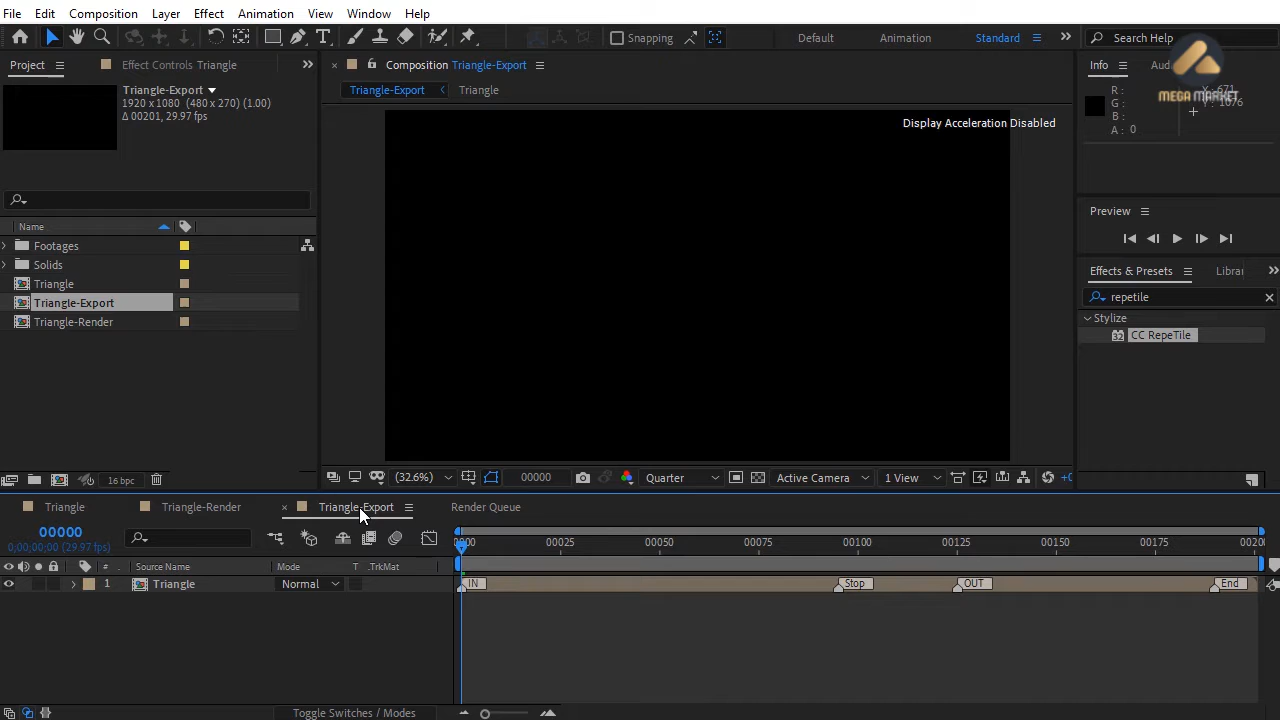 File Edit Composition Layer Effect Animation View Window Help
Snapping Default Animation Standard Search Help
Project Effect Controls Triangle
Composition Triangle-Export
Info
MEGA MARKET
Triangle-Export
1920 x 1080 (480 x 270) (1.00)
Δ 00201, 29.97 fps
Triangle-Export Triangle
Display Acceleration Disabled
R :
G :
B :
A : 0
X : 671
Y : 1076
Preview
Name
Footages
Solids
Triangle
Triangle-Export
Triangle-Render
Effects & Presets
repetile
Stylize
32 CC RepeTile
16 bpc
(32.6%) 00000 Quarter Active Camera 1 View
Triangle Triangle-Render Triangle-Export Render Queue
00000
0;00;00;00 (29.97 fps)
00025 00050 00075 00100 00125 00150 00175
# Source Name Mode T .TrkMat
1 Triangle Normal
IN Stop OUT End
Toggle Switches / Modes